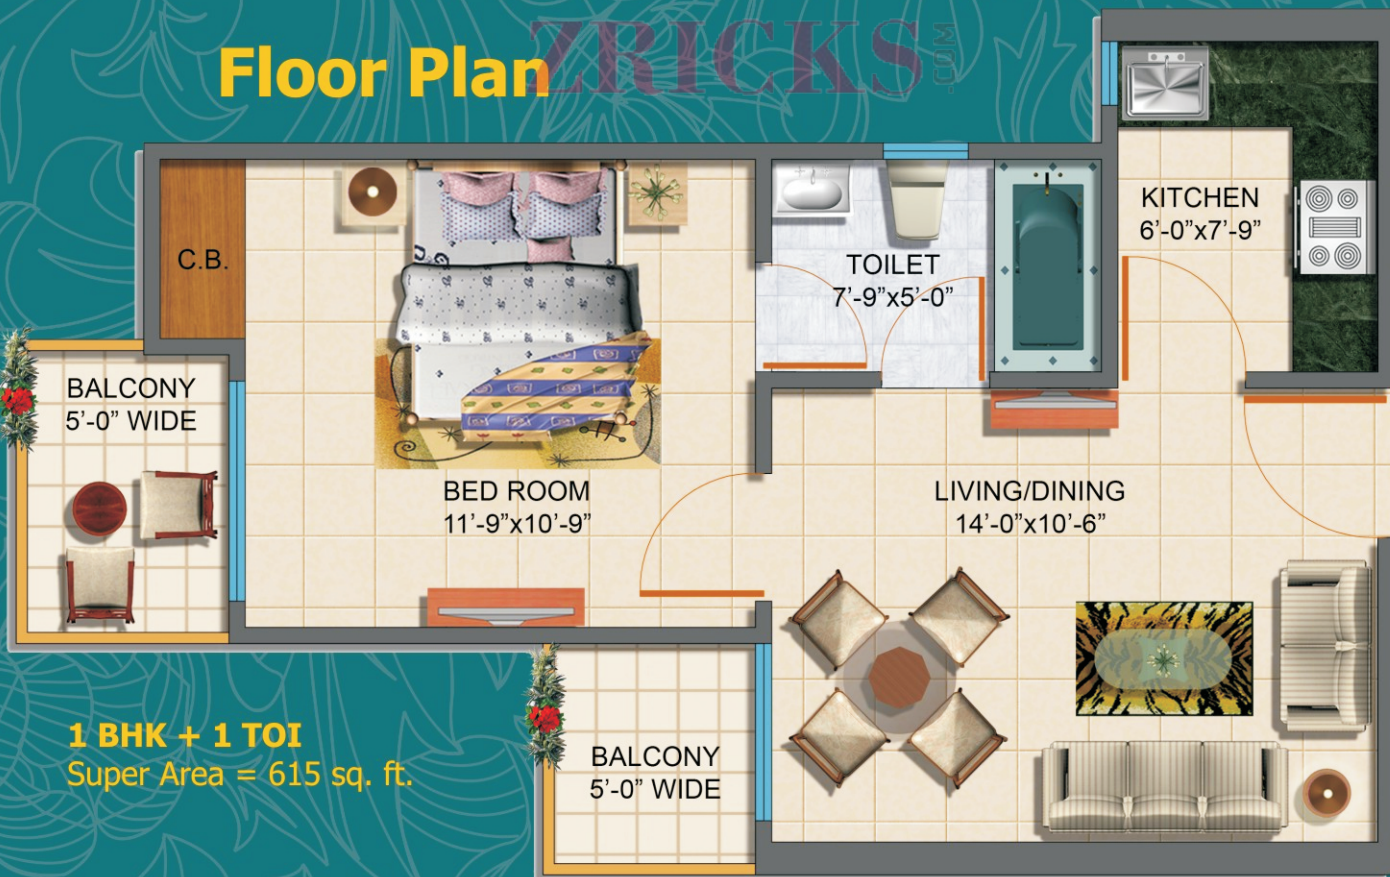 Floor Plan
ZRICKS
.COM
KITCHEN
6’-0”x7’-9”
C.B.
TOILET
7’-9”x5’-0”
BALCONY
5’-0” WIDE
BED ROOM
11’-9”x10’-9”
LIVING/DINING
14’-0”x10’-6”
1 BHK + 1 TOI
Super Area = 615 sq. ft.
BALCONY
5’-0” WIDE